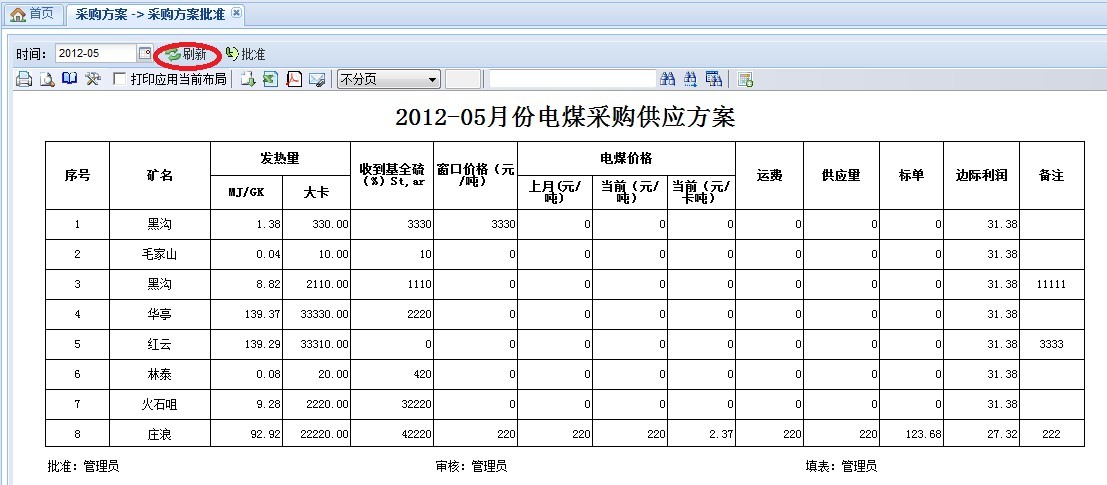 首页 采购方案 -> 采购方案批准
时间： 2012-05 刷新 批准
打印应用当前布局 不分页
2012-05月份电煤采购供应方案
序号 矿名 发热量 收到基全硫(%)St,ar 窗口价格（元/吨） 电煤价格 运费 供应量 标单 边际利润 备注
MJ/GK 大卡 上月(元/吨) 当前（元/吨） 当前（元/卡吨）
1 黑沟 1.38 330.00 3330 3330 0 0 0 0 0 0 31.38
2 毛家山 0.04 10.00 10 0 0 0 0 0 0 0 31.38
3 黑沟 8.82 2110.00 1110 0 0 0 0 0 0 0 31.38 11111
4 华亭 139.37 33330.00 2220 0 0 0 0 0 0 0 31.38
5 红云 139.29 33310.00 0 0 0 0 0 0 0 0 31.38 3333
6 林泰 0.08 20.00 420 0 0 0 0 0 0 0 31.38
7 火石咀 9.28 2220.00 32220 0 0 0 0 0 0 0 31.38
8 庄浪 92.92 22220.00 42220 220 220 220 2.37 220 220 123.68 27.32 222
批准：管理员 审核：管理员 填表：管理员